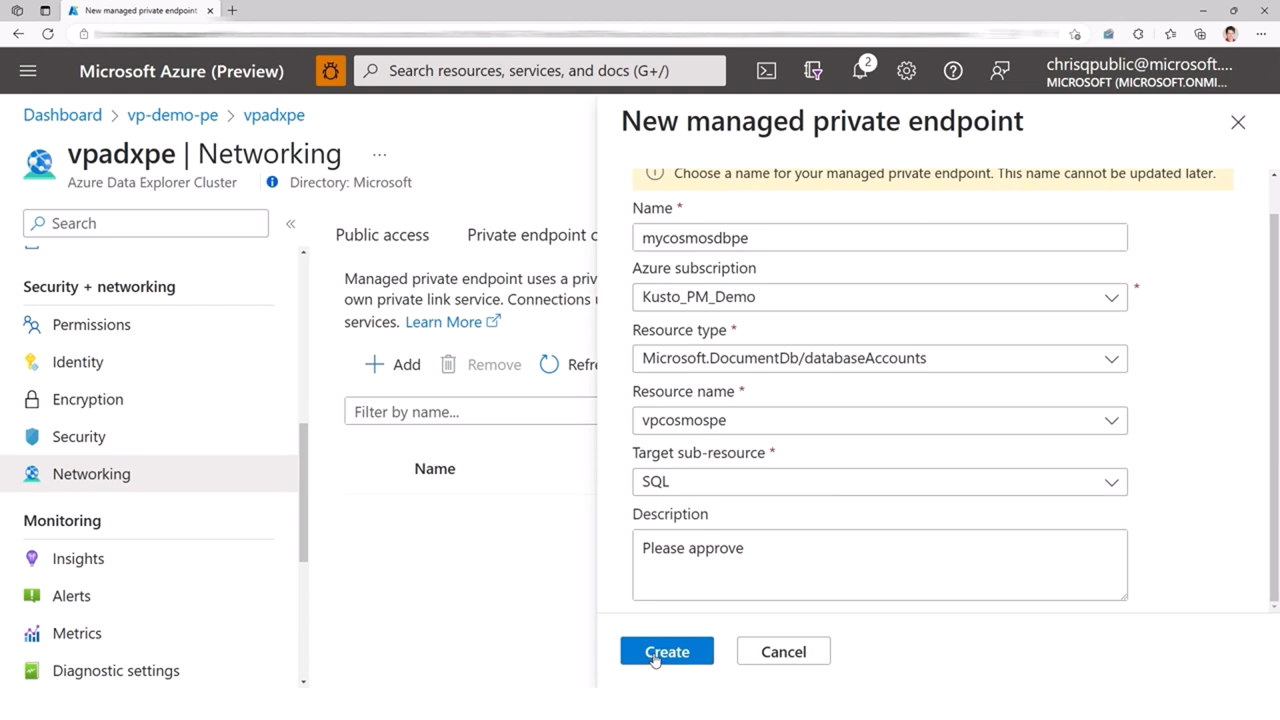 New managed private endpoint
Microsoft Azure (Preview)
Search resources, services, and docs (G+/)
2
chrisqpublic@microsoft....
MICROSOFT (MICROSOFT.ONMI...
Dashboard > vp-demo-pe > vpadxpe
vpadxpe | Networking ...
Azure Data Explorer Cluster
Directory: Microsoft
Search
«
Security + networking
Permissions
Identity
Encryption
Security
Networking
Monitoring
Insights
Alerts
Metrics
Diagnostic settings
Public access
Private endpoint c
Managed private endpoint uses a priv
own private link service. Connections
services. Learn More
Add
Remove
Refre
Filter by name...
Name
New managed private endpoint
Choose a name for your managed private endpoint. This name cannot be updated later.
Name *
mycosmosdbpe
Azure subscription
Kusto_PM_Demo
*
Resource type *
Microsoft.DocumentDb/databaseAccounts
Resource name *
vpcosmospe
Target sub-resource *
SQL
Description
Please approve
Create
Cancel